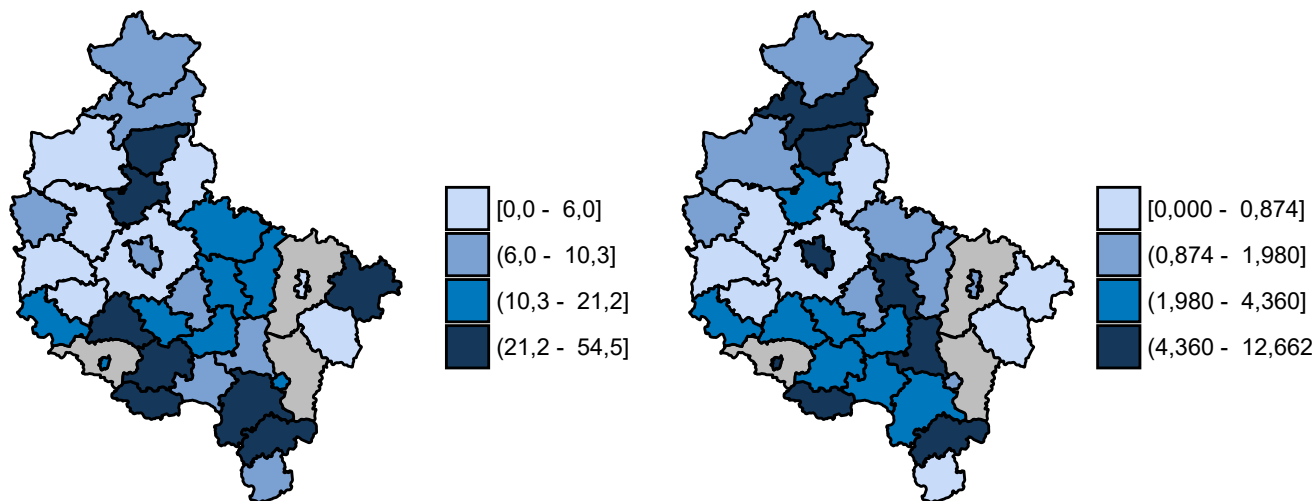 [0,0 - 6,0]
(6,0 - 10,3]
(10,3 - 21,2]
(21,2 - 54,5]
[0,000 - 0,874]
(0,874 - 1,980]
(1,980 - 4,360]
(4,360 - 12,662